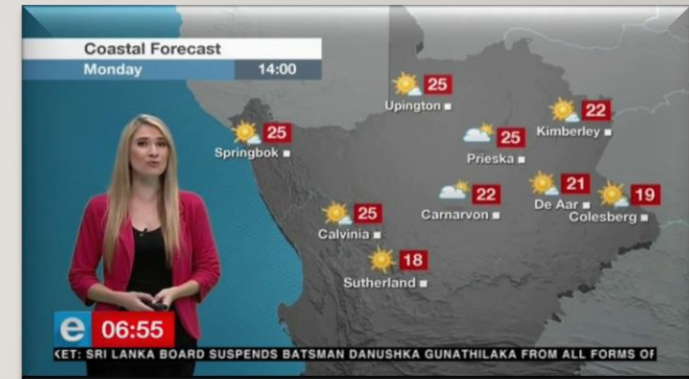 Coastal Forecast
Monday 14:00
25
Upington
22
Kimberley
25
Springbok
25
Prieska
21
De Aar
19
Colesberg
22
Carnarvon
25
Calvinia
18
Sutherland
e 06:55
KET: SRI LANKA BOARD SUSPENDS BATSMAN DANUSHKA GUNATHILAKA FROM ALL FORMS OF